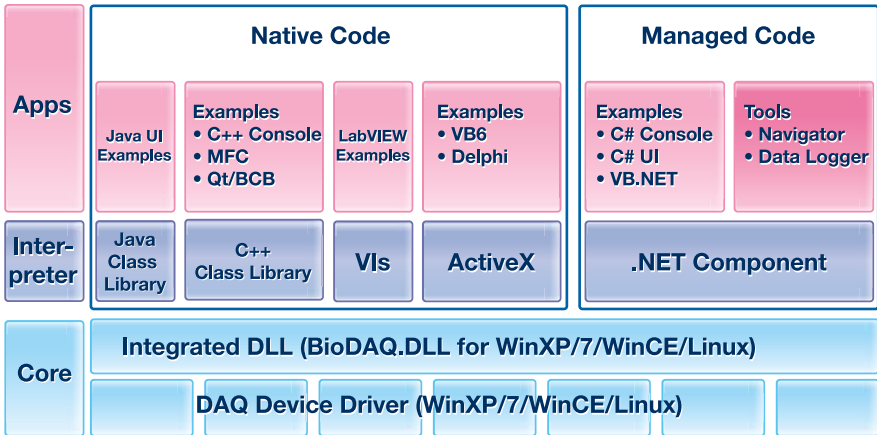 Native Code
Managed Code
Apps
Java UI
Examples
Examples
• C++ Console
• MFC
• Qt/BCB
LabVIEW
Examples
Examples
• VB6
• Delphi
Examples
• C# Console
• C# UI
• VB.NET
Tools
• Navigator
• Data Logger
Inter-
preter
Java
Class
Library
C++
Class Library
VIs
ActiveX
.NET Component
Core
Integrated DLL (BioDAQ.DLL for WinXP/7/WinCE/Linux)
DAQ Device Driver (WinXP/7/WinCE/Linux)